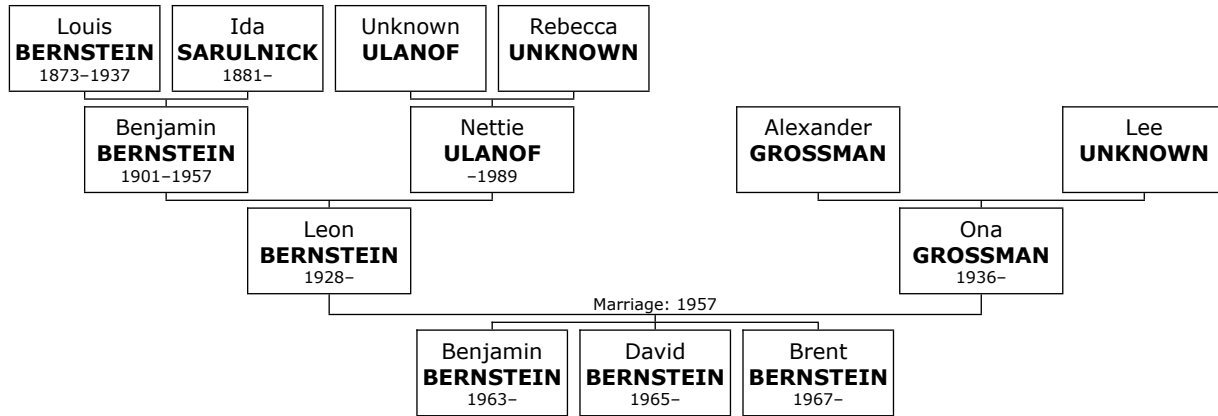 Louis
BERNSTEIN
1873–1937
Ida
SARULNICK
1881–
Unknown
ULANOF
Rebecca
UNKNOWN
Benjamin
BERNSTEIN
1901–1957
Nettie
ULANOF
–1989
Alexander
GROSSMAN
Lee
UNKNOWN
Leon
BERNSTEIN
1928–
Ona
GROSSMAN
1936–
Marriage: 1957
Benjamin
BERNSTEIN
1963–
David
BERNSTEIN
1965–
Brent
BERNSTEIN
1967–